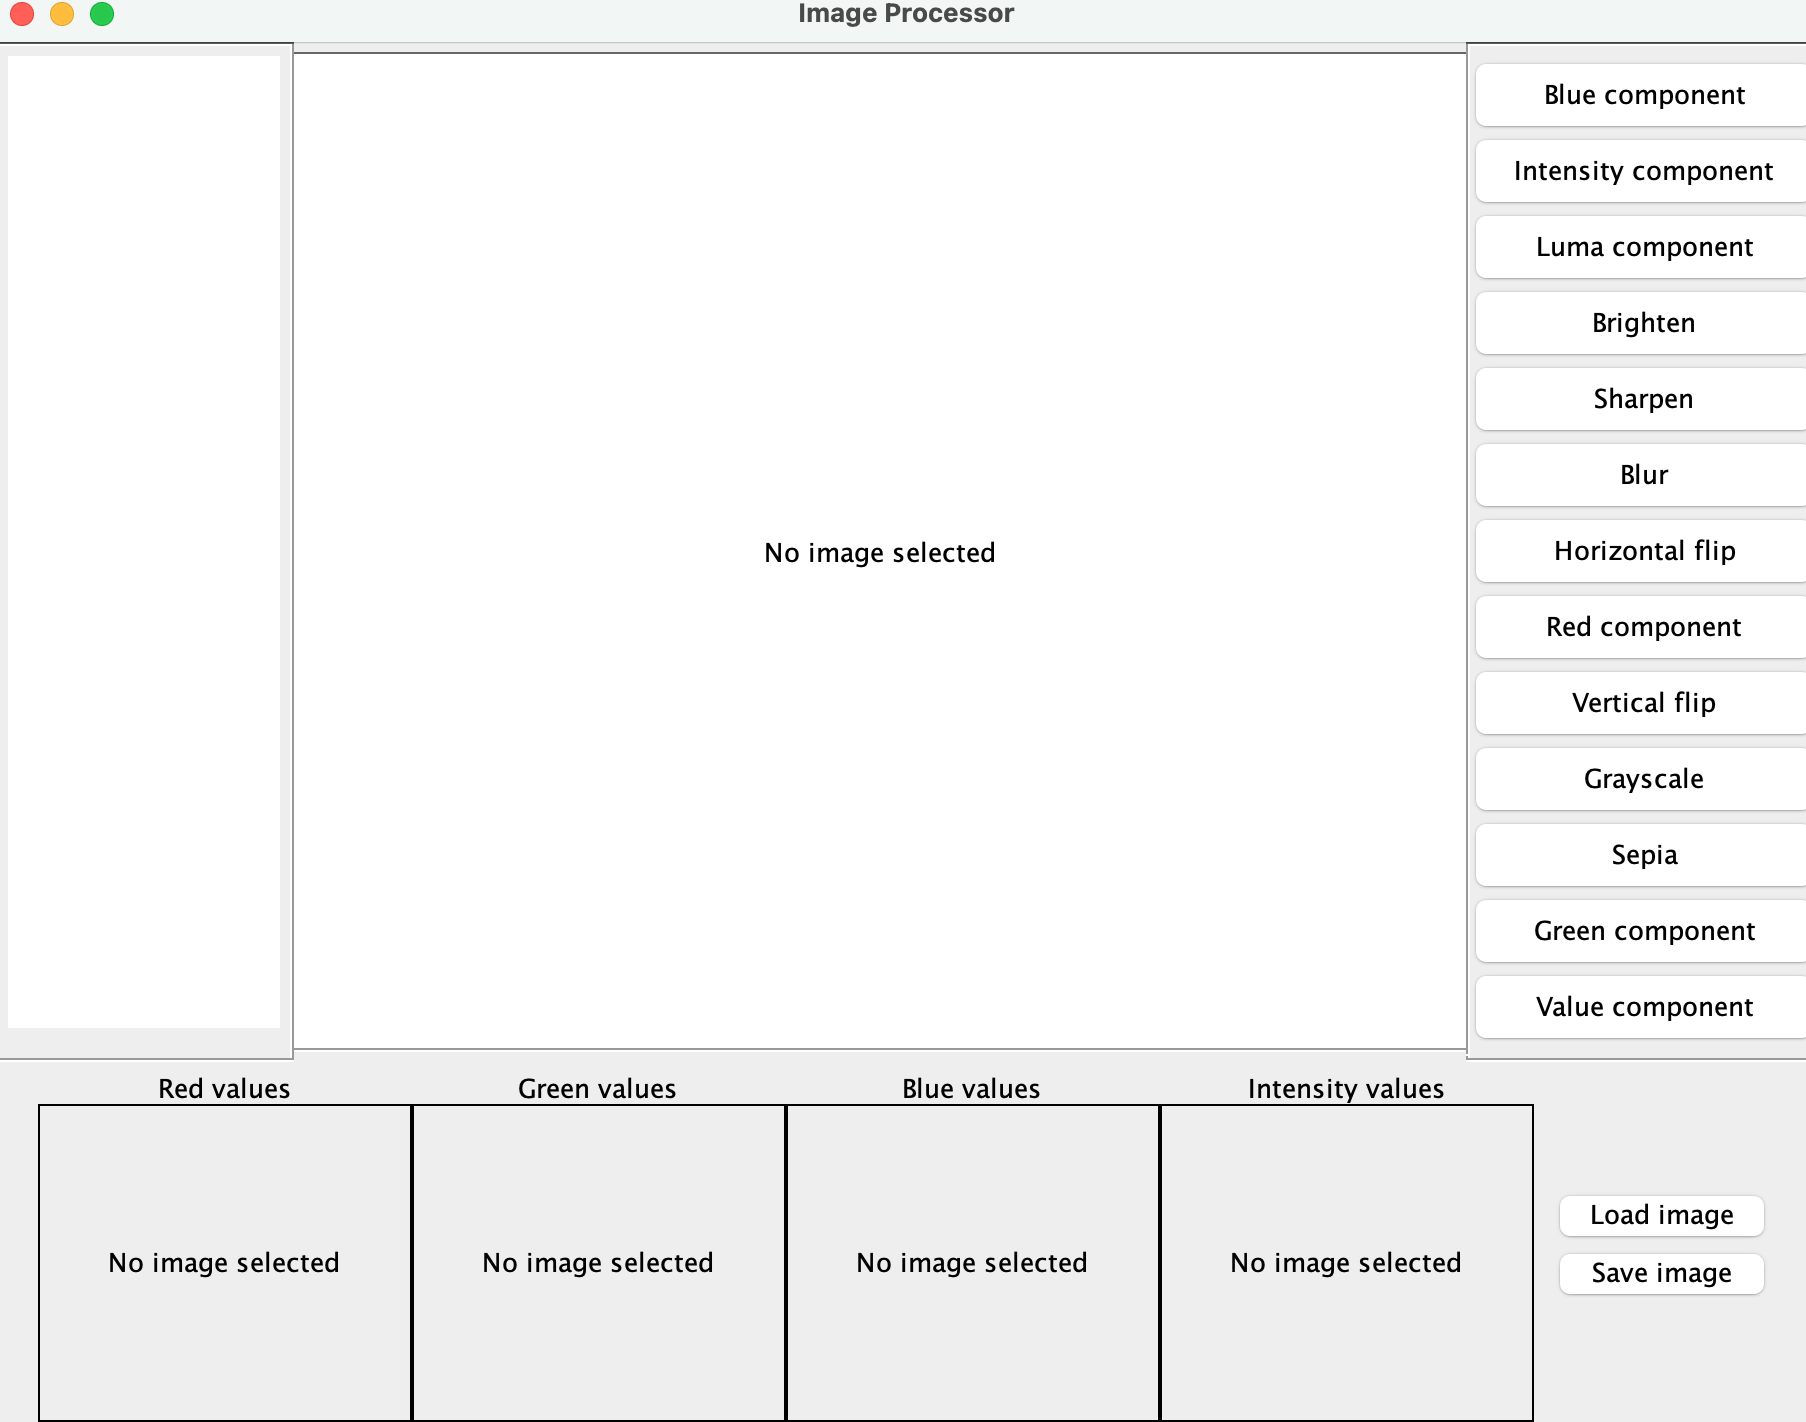 Image Processor
Blue component
Intensity component
Luma component
Brighten
Sharpen
Blur
No image selected
Horizontal flip
Red component
Vertical flip
Grayscale
Sepia
Green component
Value component
Red values
Green values
Blue values
Intensity values
No image selected
No image selected
No image selected
No image selected
Load image
Save image